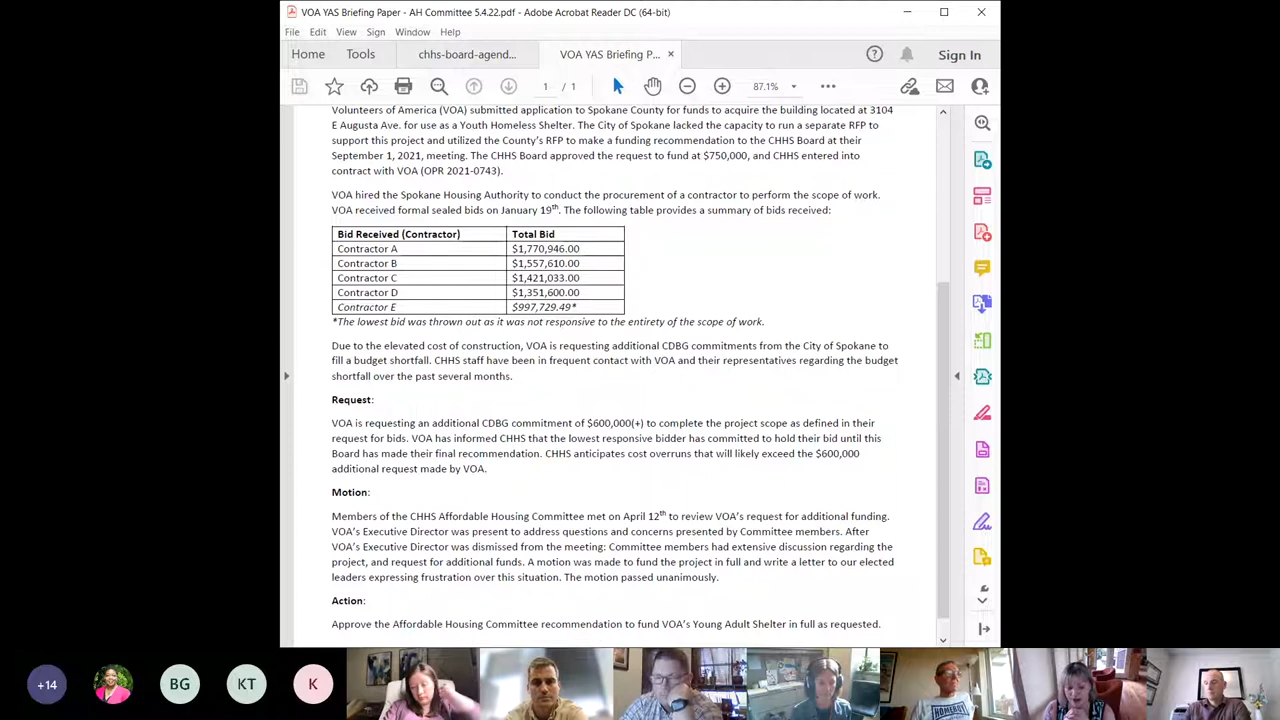 VOA YAS Briefing Paper - AH Committee 5.4.22.pdf - Adobe Acrobat Reader DC (64-bit)
File Edit View Sign Window Help
Home Tools chhs-board-agend... VOA YAS Briefing P... × Sign In
1 / 1 87.1%
Volunteers of America (VOA) submitted application to Spokane County for funds to acquire the building located at 3104
E Augusta Ave. for use as a Youth Homeless Shelter. The City of Spokane lacked the capacity to run a separate RFP to
support this project and utilized the County's RFP to make a funding recommendation to the CHHS Board at their
September 1, 2021, meeting. The CHHS Board approved the request to fund at $750,000, and CHHS entered into
contract with VOA (OPR 2021-0743).
VOA hired the Spokane Housing Authority to conduct the procurement of a contractor to perform the scope of work.
VOA received formal sealed bids on January 19th. The following table provides a summary of bids received:
Bid Received (Contractor) Total Bid
Contractor A $1,770,946.00
Contractor B $1,557,610.00
Contractor C $1,421,033.00
Contractor D $1,351,600.00
Contractor E $997,729.49*
*The lowest bid was thrown out as it was not responsive to the entirety of the scope of work.
Due to the elevated cost of construction, VOA is requesting additional CDBG commitments from the City of Spokane to
fill a budget shortfall. CHHS staff have been in frequent contact with VOA and their representatives regarding the budget
shortfall over the past several months.
Request:
VOA is requesting an additional CDBG commitment of $600,000(+) to complete the project scope as defined in their
request for bids. VOA has informed CHHS that the lowest responsive bidder has committed to hold their bid until this
Board has made their final recommendation. CHHS anticipates cost overruns that will likely exceed the $600,000
additional request made by VOA.
Motion:
Members of the CHHS Affordable Housing Committee met on April 12th to review VOA's request for additional funding.
VOA's Executive Director was present to address questions and concerns presented by Committee members. After
VOA's Executive Director was dismissed from the meeting: Committee members had extensive discussion regarding the
project, and request for additional funds. A motion was made to fund the project in full and write a letter to our elected
leaders expressing frustration over this situation. The motion passed unanimously.
Action:
Approve the Affordable Housing Committee recommendation to fund VOA's Young Adult Shelter in full as requested.
+14 BG KT K